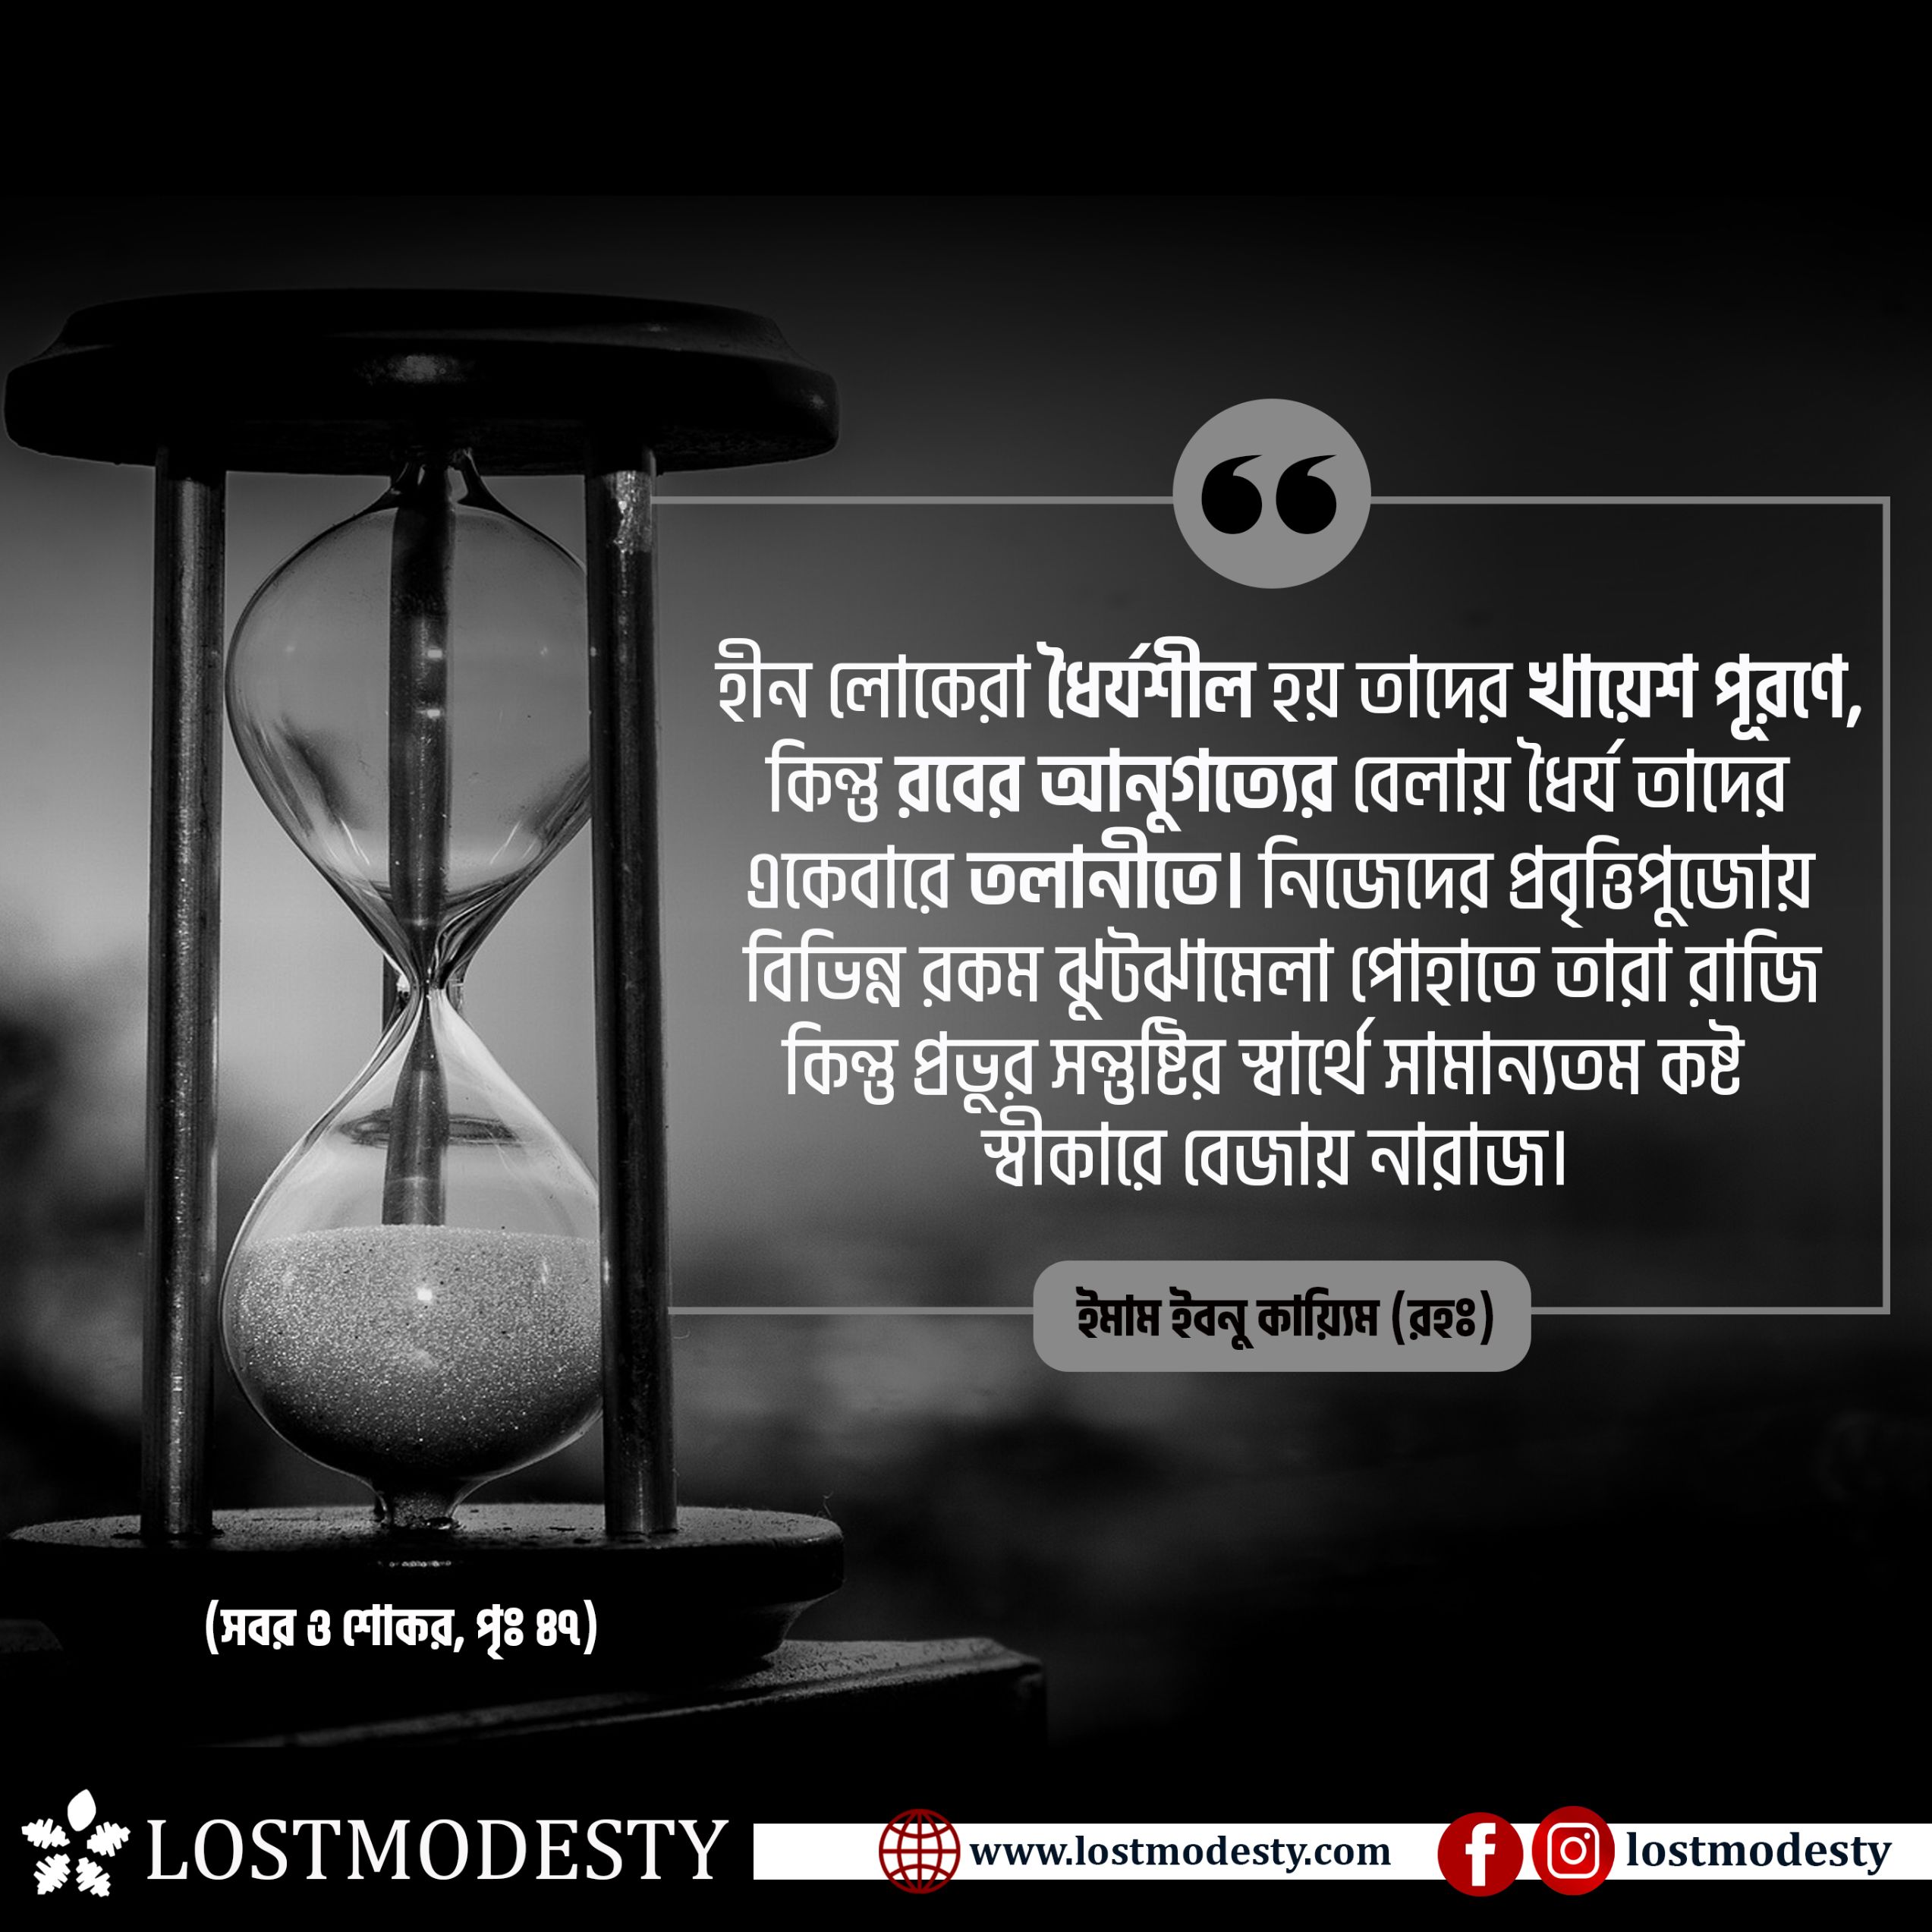 হীন লোকেরা ধৈর্যশীল হয় তাদের খায়েশ পূরণে,
কিন্তু রবের আনুগত্যের বেলায় ধৈর্য তাদের
একেবারে তলানীতে। নিজেদের প্রবৃত্তিপুজোয়
বিভিন্ন রকম ঝুটঝামেলা পোহাতে তারা রাজি
কিন্তু প্রভূর সন্তুষ্টির স্বার্থে সামান্যতম কষ্ট
স্বীকারে বেজায় নারাজ।
ইমাম ইবনু কায়্যিম (রহঃ)
(সবর ও শোকর, পৃঃ ৪৭)
LOSTMODESTY
www.lostmodesty.com
lostmodesty